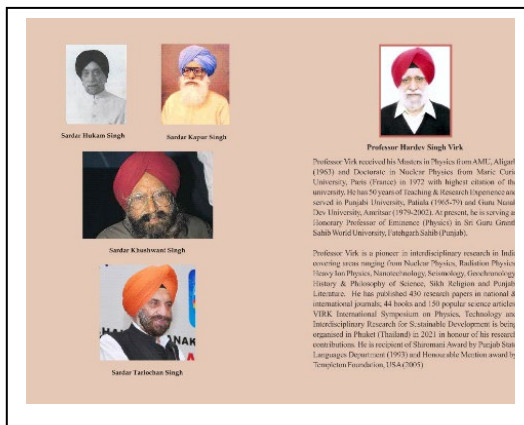 Sardar Hukam Singh
Sardar Kapur Singh
Sardar Khushwant Singh
Sardar Tarlochan Singh
Professor Hardev Singh Virk
Professor Virk received his Masters in Physics from AMU, Aligarh
(1963) and Doctorate in Nuclear Physics from Marie Curie
University, Paris (France) in 1972 with highest citation of the
university. He has 50 years of Teaching & Research Experience and
served in Punjabi University, Patiala (1965-79) and Guru Nanak
Dev University, Amritsar (1979-2002). At present, he is serving as
Honorary Professor of Eminence (Physics) in Sri Guru Granth
Sahib World University, Fatehgarh Sahib (Punjab).
Professor Virk is a pioneer in interdisciplinary research in India
covering areas ranging from Nuclear Physics, Radiation Physics
Heavy Ion Physics, Nanotechnology, Seismology, Geochronology
History & Philosophy of Science, Sikh Religion and Punjabi
Literature. He has published 430 research papers in national &
international journals; 44 books and 150 popular science articles
VIRK International Symposium on Physics, Technology and
Interdisciplinary Research for Sustainable Development is being
organised in Phuket (Thailand) in 2021 in honour of his research
contributions. He is recipient of Shiromani Award by Punjab State
Languages Department (1993) and Honourable Mention award by
Templeton Foundation, USA (2005)